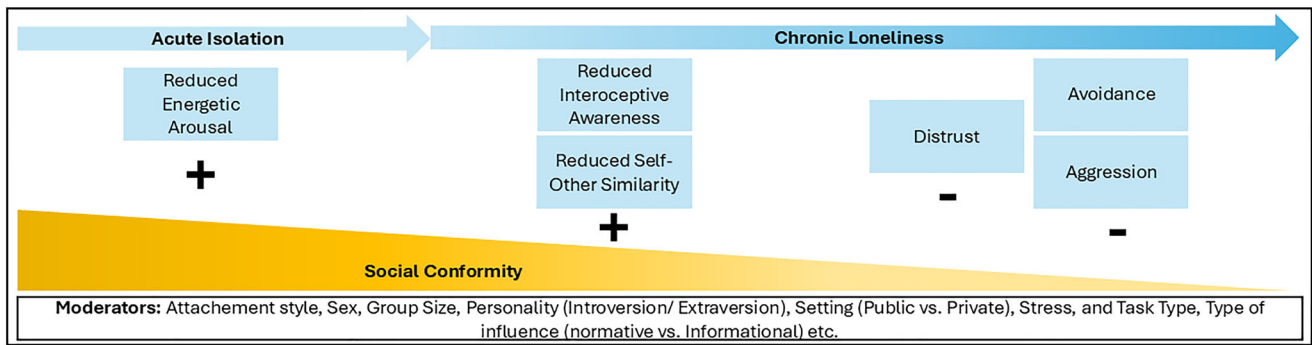 Acute Isolation
Chronic Loneliness
Reduced
Energetic
Arousal
+
Reduced
Interoceptive
Awareness
Reduced Self-
Other Similarity
+
Distrust
-
Avoidance
Aggression
-
Social Conformity
Moderators: Attachement style, Sex, Group Size, Personality (Introversion/ Extraversion), Setting (Public vs. Private), Stress, and Task Type, Type of
influence (normative vs. Informational) etc.